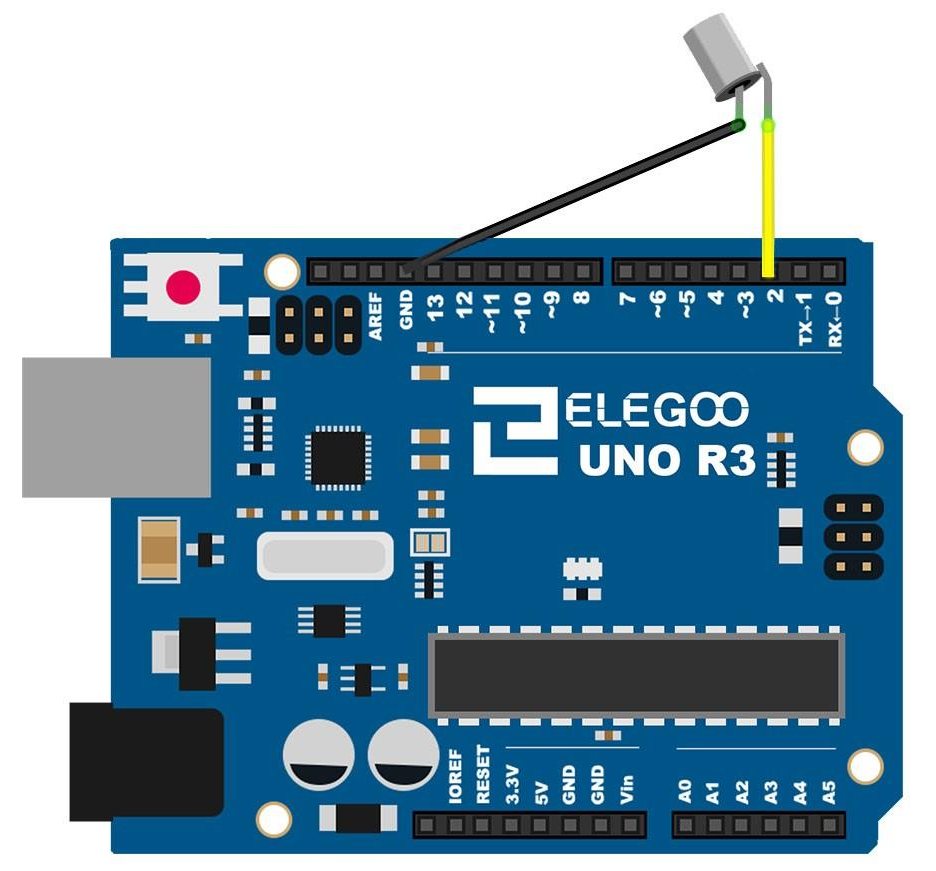 AREF
GND
13
12
~11
~10
~9
8
7
~6
~5
4
~3
2
TX→1
RX←0
ELEGOO
UNO R3
IOREF
RESET
3.3V
5V
GND
GND
Vin
A0
A1
A2
A3
A4
A5